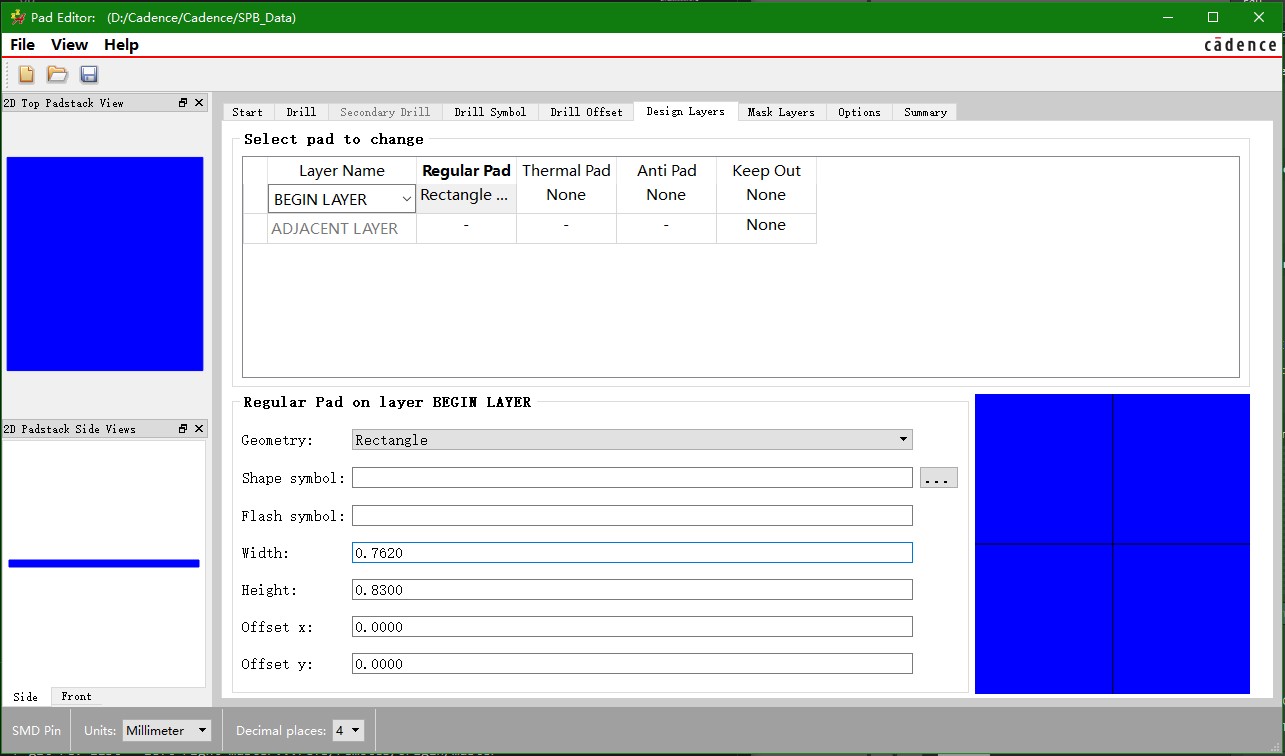 Pad Editor: (D:/Cadence/Cadence/SPB_Data)
File View Help
cādence
2D Top Padstack View
Start Drill Secondary Drill Drill Symbol Drill Offset Design Layers Mask Layers Options Summary
Select pad to change
Layer Name Regular Pad Thermal Pad Anti Pad Keep Out
BEGIN LAYER Rectangle ... None None None
ADJACENT LAYER - - - None
Regular Pad on layer BEGIN LAYER
2D Padstack Side Views
Geometry: Rectangle
Shape symbol: ...
Flash symbol:
Width: 0.7620
Height: 0.8300
Offset x: 0.0000
Offset y: 0.0000
Side Front
SMD Pin Units: Millimeter Decimal places: 4